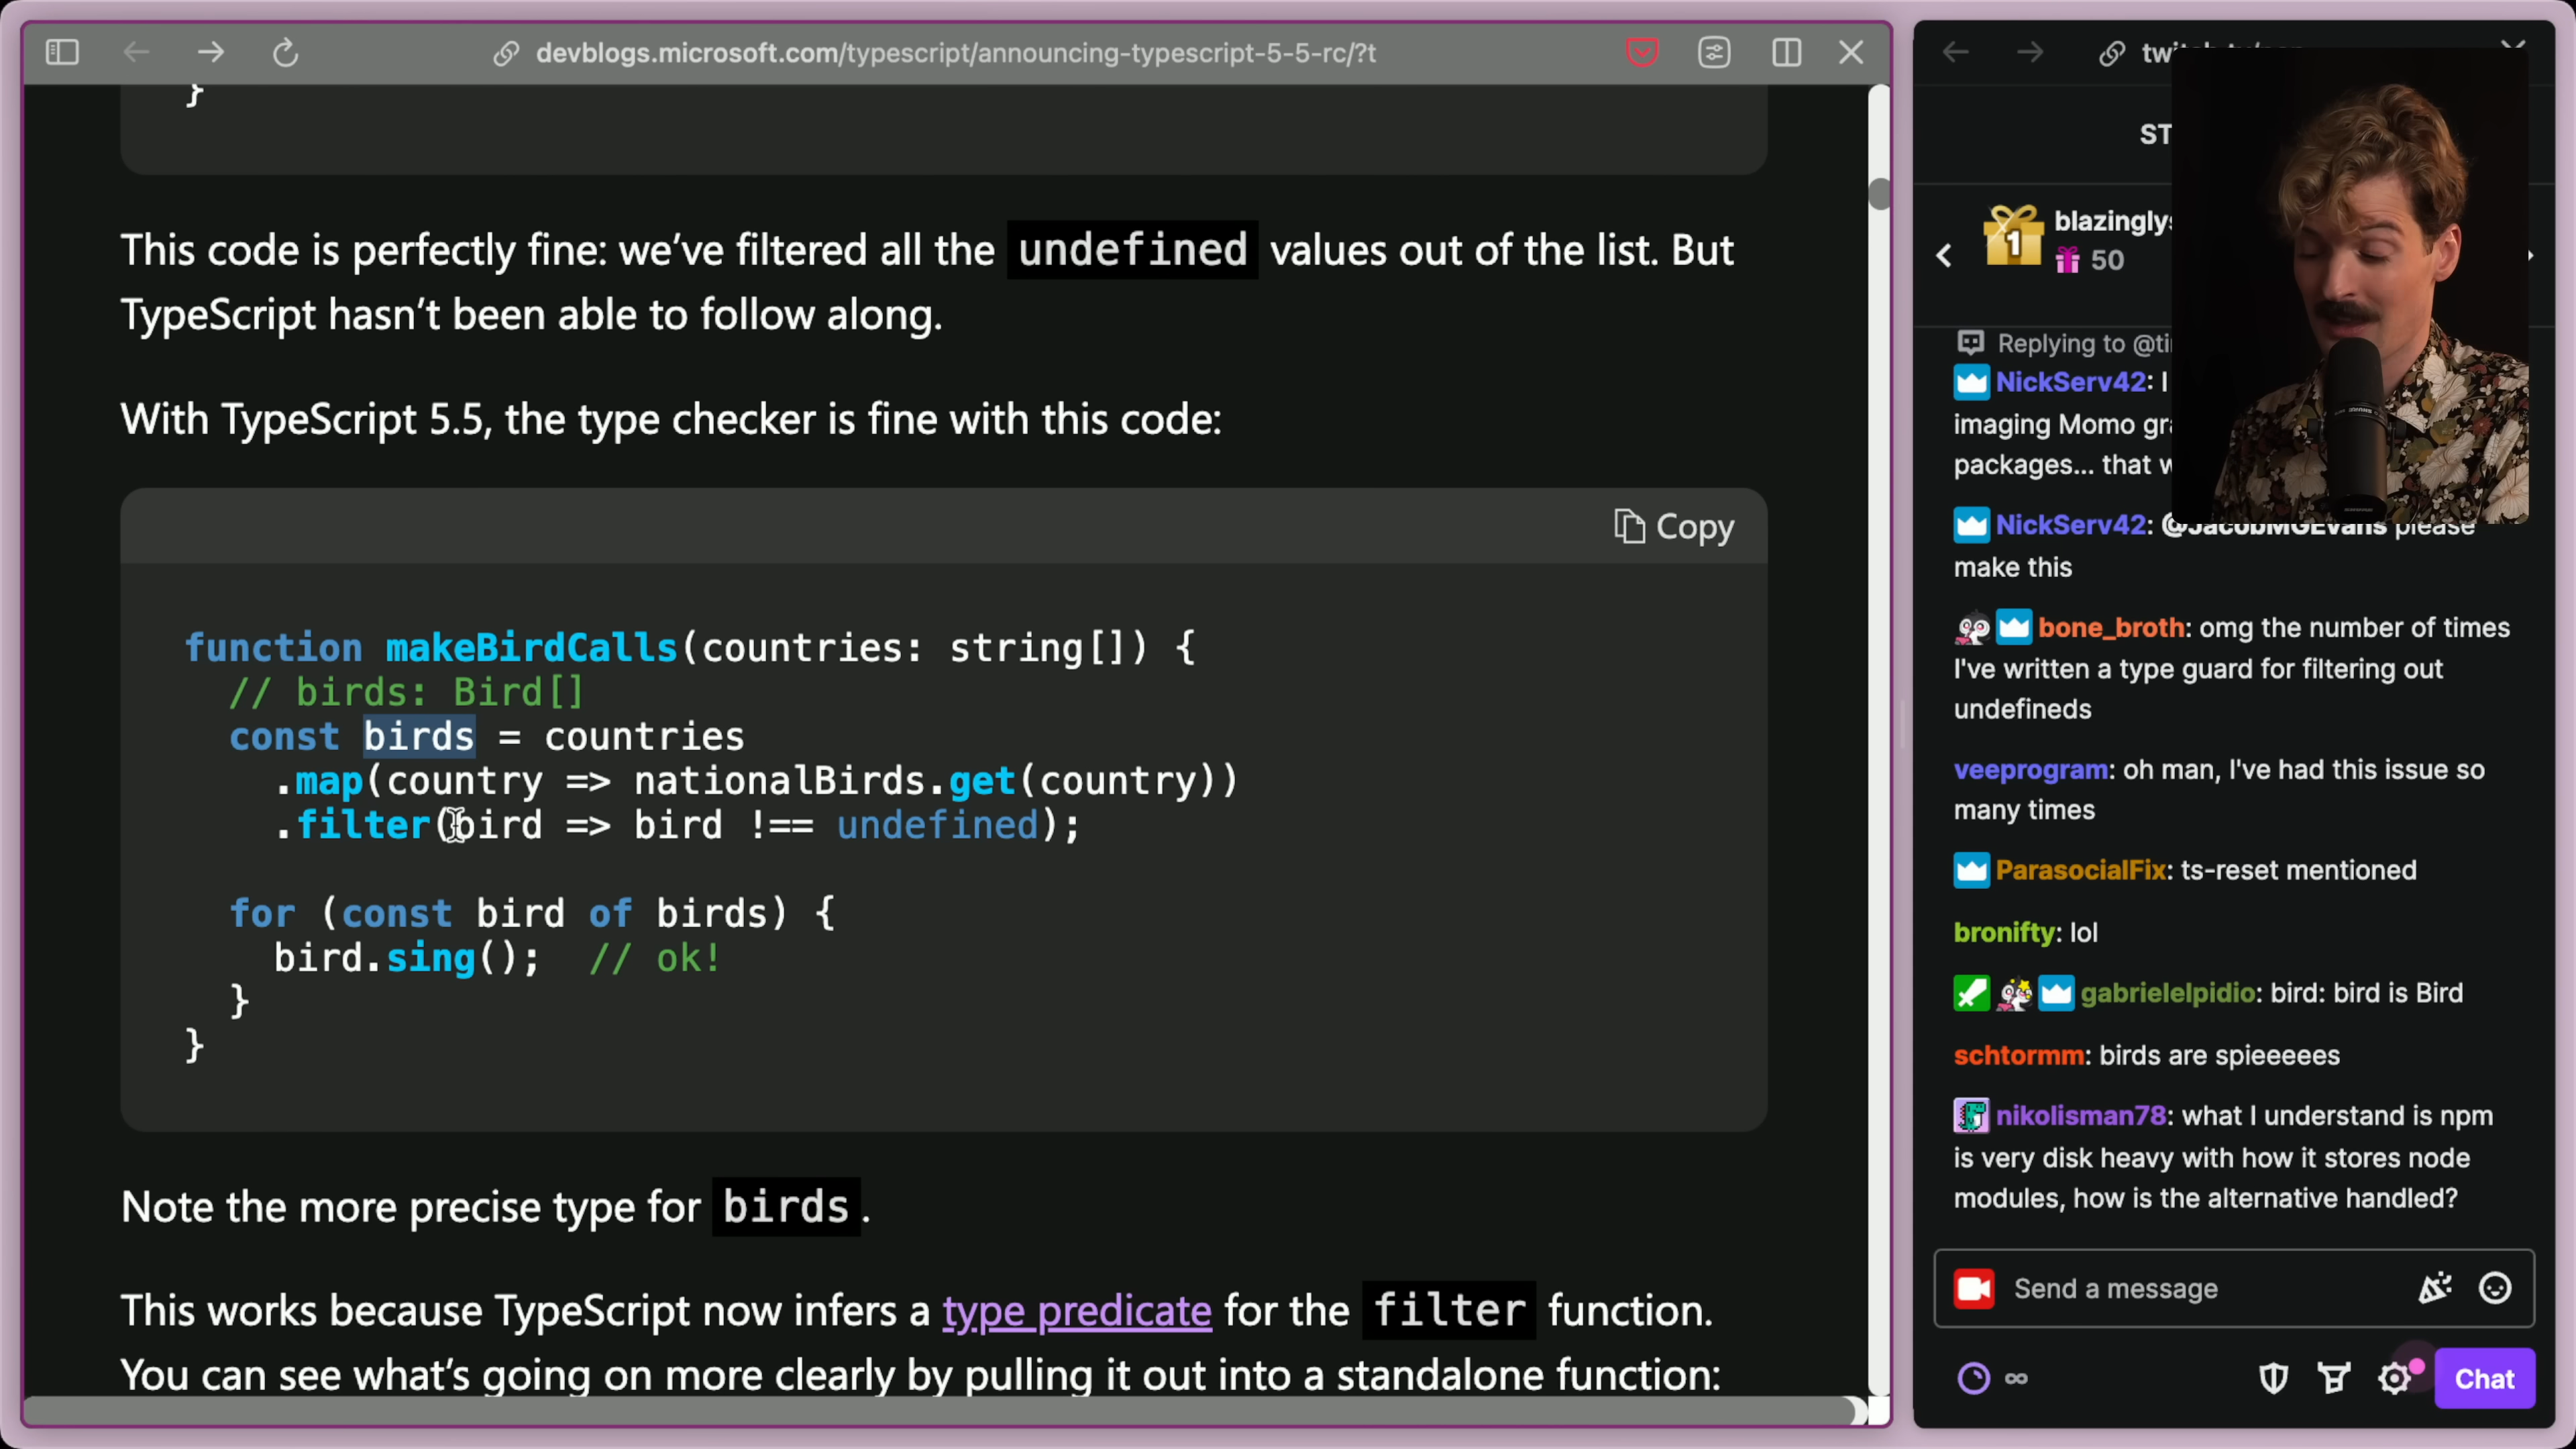 devblogs.microsoft.com/typescript/announcing-typescript-5-5-rc/?t
}
This code is perfectly fine: we’ve filtered all the undefined values out of the list. But
TypeScript hasn’t been able to follow along.
With TypeScript 5.5, the type checker is fine with this code:
Copy
function makeBirdCalls(countries: string[]) {
// birds: Bird[]
const birds = countries
.map(country => nationalBirds.get(country))
.filter(bird => bird !== undefined);
for (const bird of birds) {
bird.sing(); // ok!
}
}
Note the more precise type for birds.
This works because TypeScript now infers a type predicate for the filter function.
You can see what’s going on more clearly by pulling it out into a standalone function:
ST
1
blazinglys
50
Replying to @
NickServ42: I
imaging Momo
packages... that
NickServ42: @JacobMGEvans please
make this
bone_broth: omg the number of times
I've written a type guard for filtering out
undefineds
veeprogram: oh man, I've had this issue so
many times
ParasocialFix: ts-reset mentioned
bronifty: lol
gabrielelpidio: bird: bird is Bird
schtormm: birds are spieeeees
nikolisman78: what I understand is npm
is very disk heavy with how it stores node
modules, how is the alternative handled?
Send a message
∞
Chat